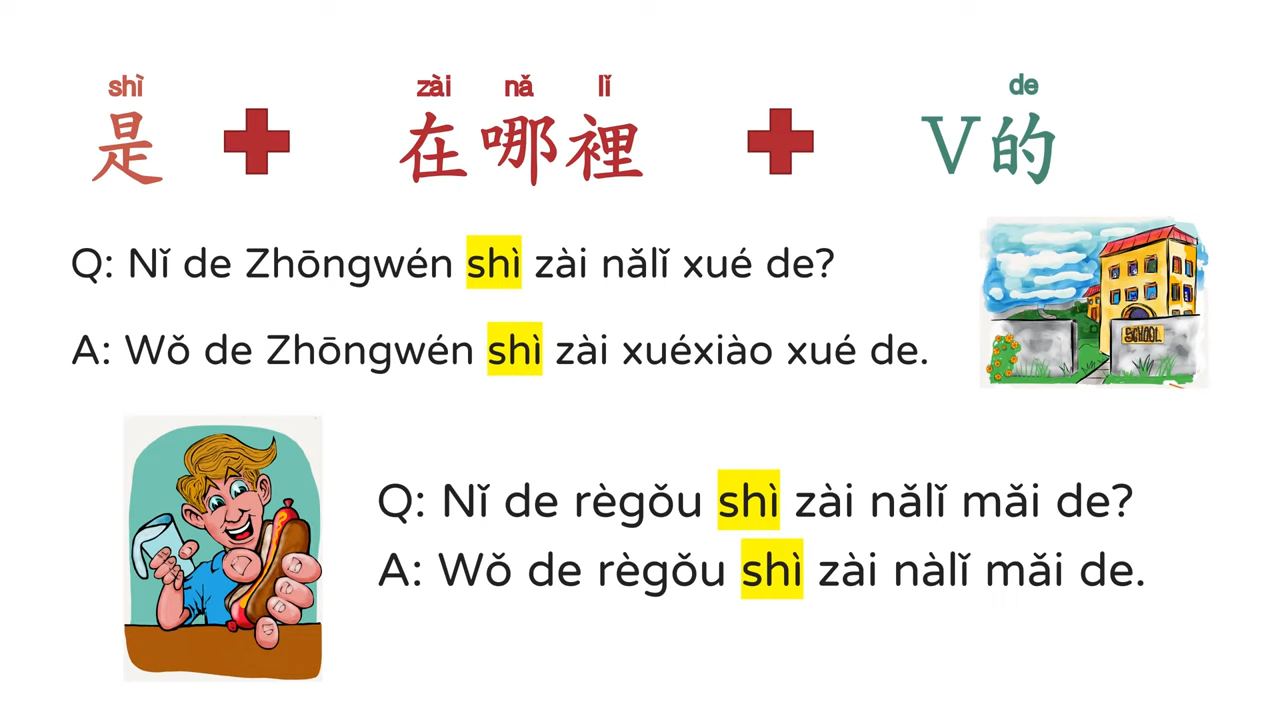 shì zài nǎ lǐ de
是 在哪裡 V的
Q: Nǐ de Zhōngwén shì zài nǎlǐ xué de?
A: Wǒ de Zhōngwén shì zài xuéxiào xué de.
SCHOOL
Q: Nǐ de règǒu shì zài nǎlǐ mǎi de?
A: Wǒ de règǒu shì zài nàlǐ mǎi de.